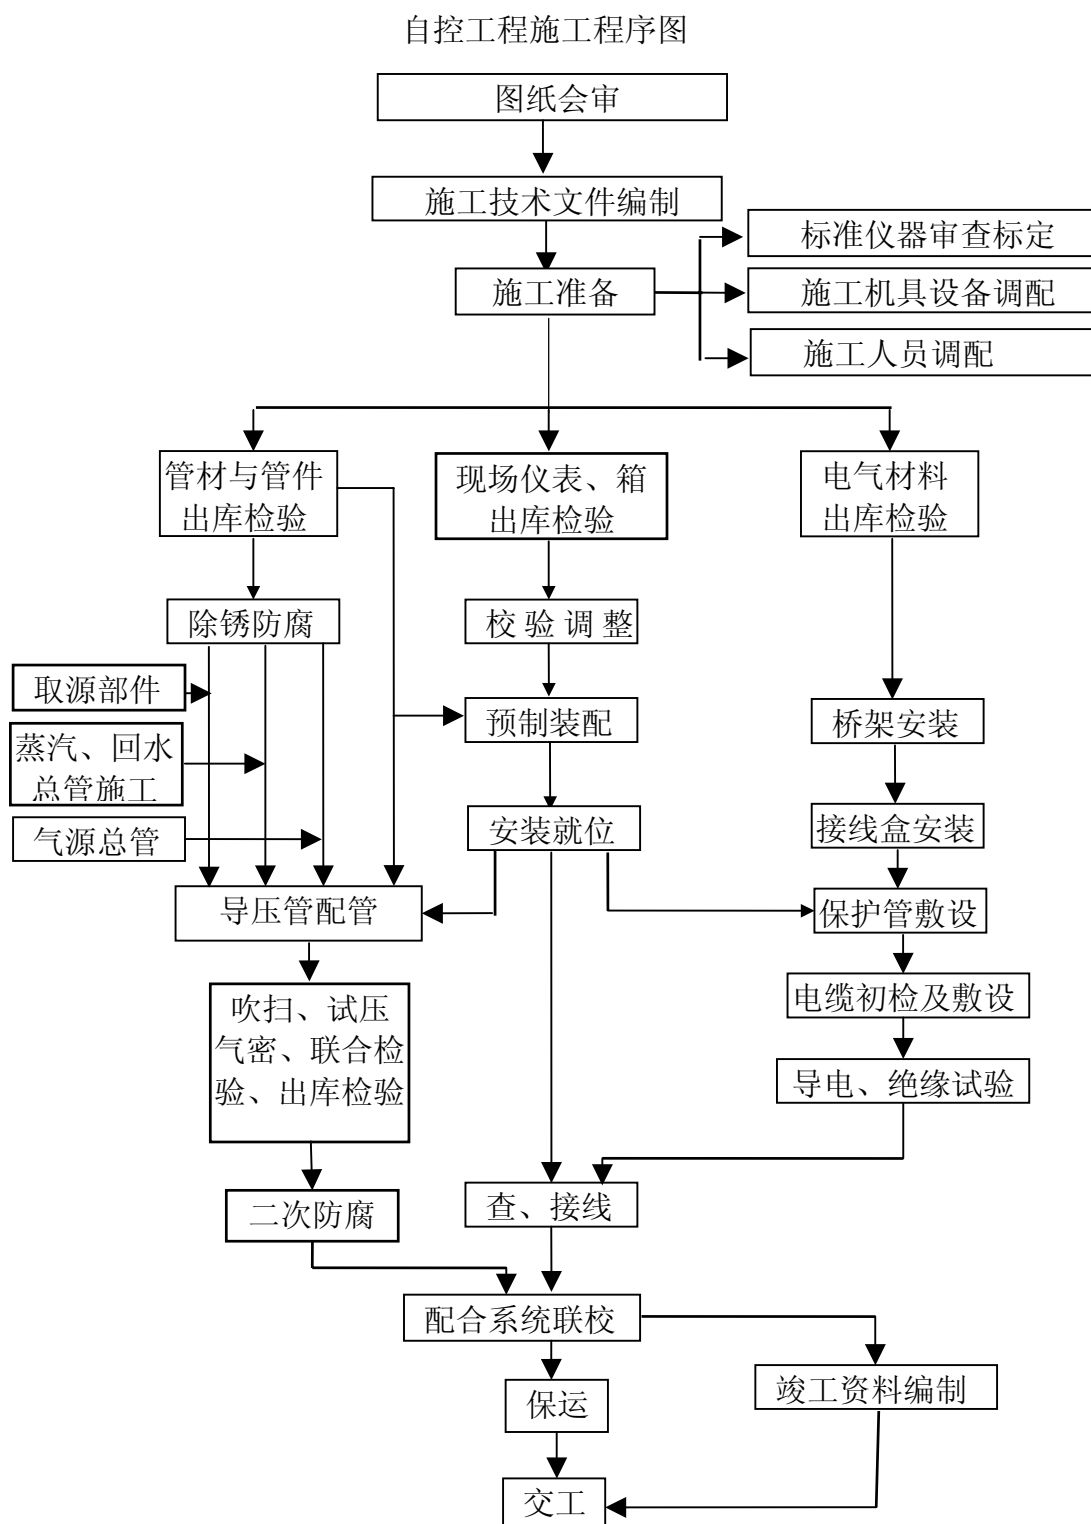 自控工程施工程序图
图纸会审
施工技术文件编制
标准仪器审查标定
施工准备
施工机具设备调配
施工人员调配
管材与管件
出库检验
现场仪表、箱
出库检验
电气材料
出库检验
除锈防腐
校验调整
取源部件
预制装配
桥架安装
蒸汽、回水
总管施工
气源总管
安装就位
接线盒安装
导压管配管
保护管敷设
吹扫、试压
气密、联合检
验、出库检验
电缆初检及敷设
导电、绝缘试验
二次防腐
查、接线
配合系统联校
竣工资料编制
保运
交工